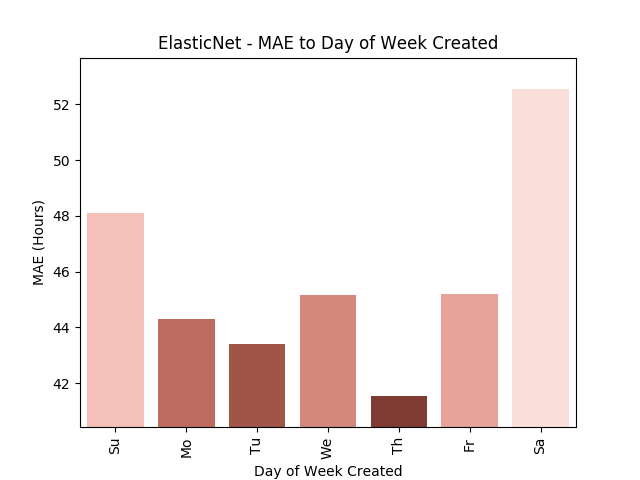 ElasticNet - MAE to Day of Week Created
MAE (Hours)
52
50
48
46
44
42
Su
Mo
Tu
We
Th
Fr
Sa
Day of Week Created